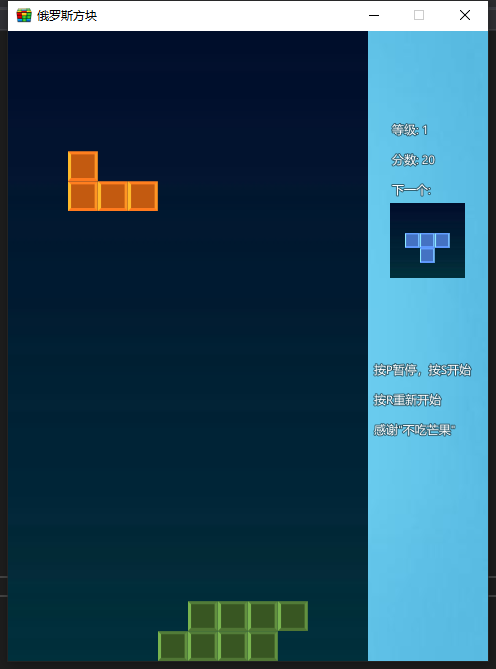 俄罗斯方块
等级: 1
分数: 20
下一个:
按P暂停，按S开始
按R重新开始
感谢"不吃芒果"